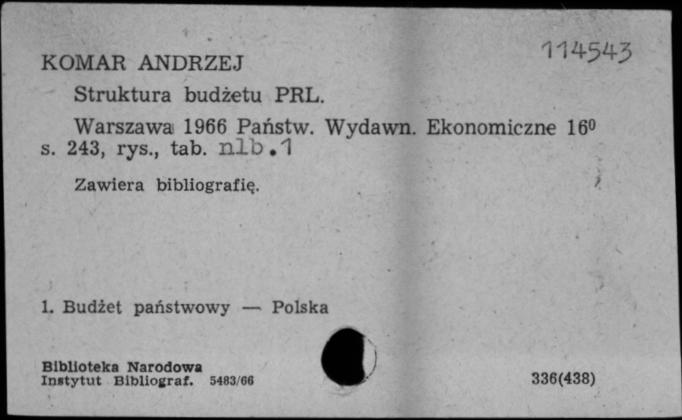 114543
KOMAR ANDRZEJ
Struktura budżetu PRL.
Warszawa 1966 Państw. Wydawn. Ekonomiczne 16⁰
s. 243, rys., tab. nlb.1
Zawiera bibliografię.
1. Budżet państwowy — Polska
Biblioteka Narodowa
Instytut Bibliograf. 5483/66
336(438)